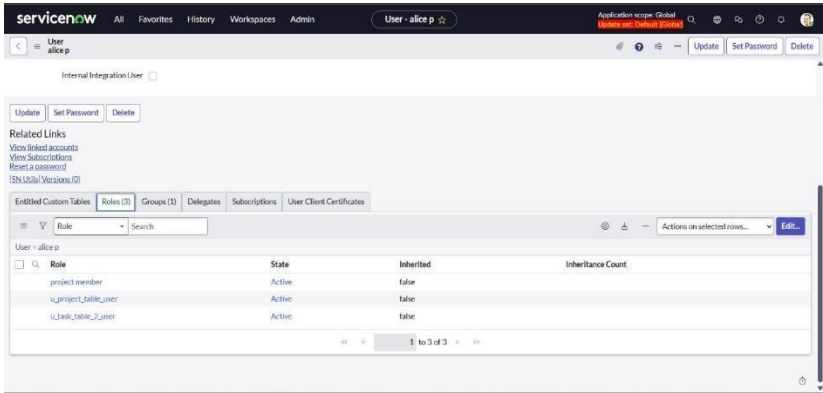 servicenow All Favorites History Workspaces Admin User - alice p Application scope: Global
Update set: Default [Global]
User
alice p
Update Set Password Delete
Internal Integration User
Update Set Password Delete
Related Links
View linked accounts
View Subscriptions
Reset a password
[SN Utils] Versions (0)
Entitled Custom Tables Roles (3) Groups (1) Delegates Subscriptions User Client Certificates
Role Search Actions on selected rows... Edit...
User = alice p
Role State Inherited Inheritance Count
project member Active false
u_project_table_user Active false
u_task_table_2_user Active false
1 to 3 of 3